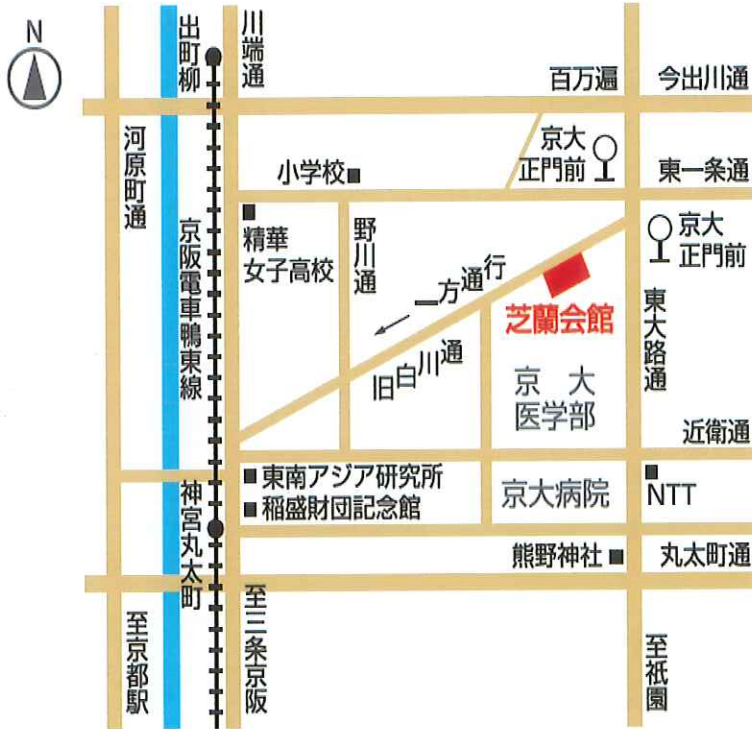 N
出町柳
川端通
百万遍
今出川通
河原町通
小学校
京大
正門前
東一条通
京阪電車鴨東線
精華
女子高校
野川通
一方通行
京大
正門前
芝蘭会館
旧白川通
東大路通
京 大
医学部
近衛通
東南アジア研究所
稲盛財団記念館
京大病院
NTT
神宮丸太町
熊野神社
丸太町通
至京都駅
至三条京阪
至祇園